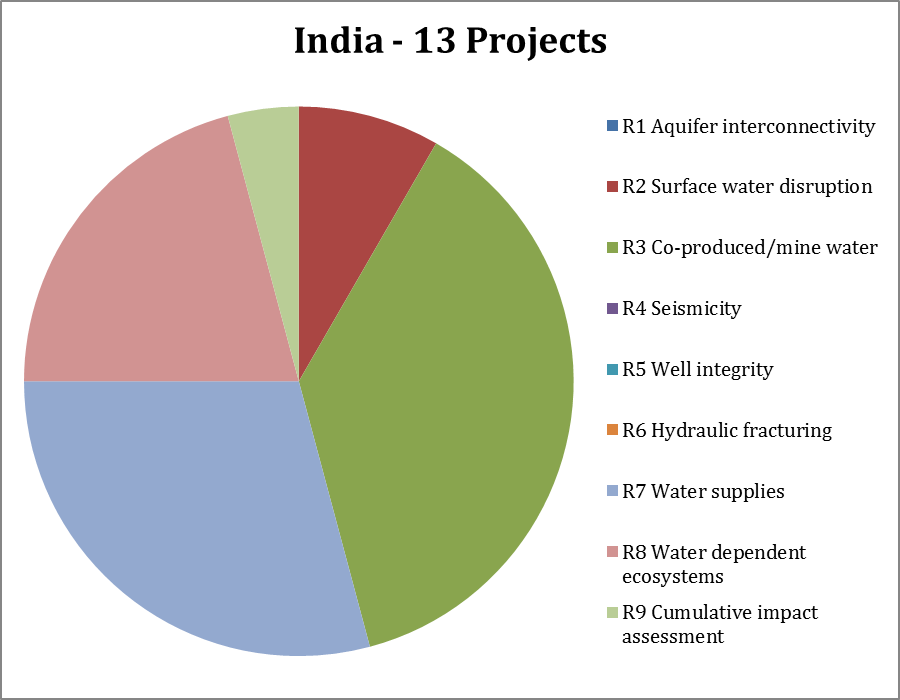 India - 13 Projects
R1 Aquifer interconnectivity
R2 Surface water disruption
R3 Co-produced/mine water
R4 Seismicity
R5 Well integrity
R6 Hydraulic fracturing
R7 Water supplies
R8 Water dependent
ecosystems
R9 Cumulative impact
assessment